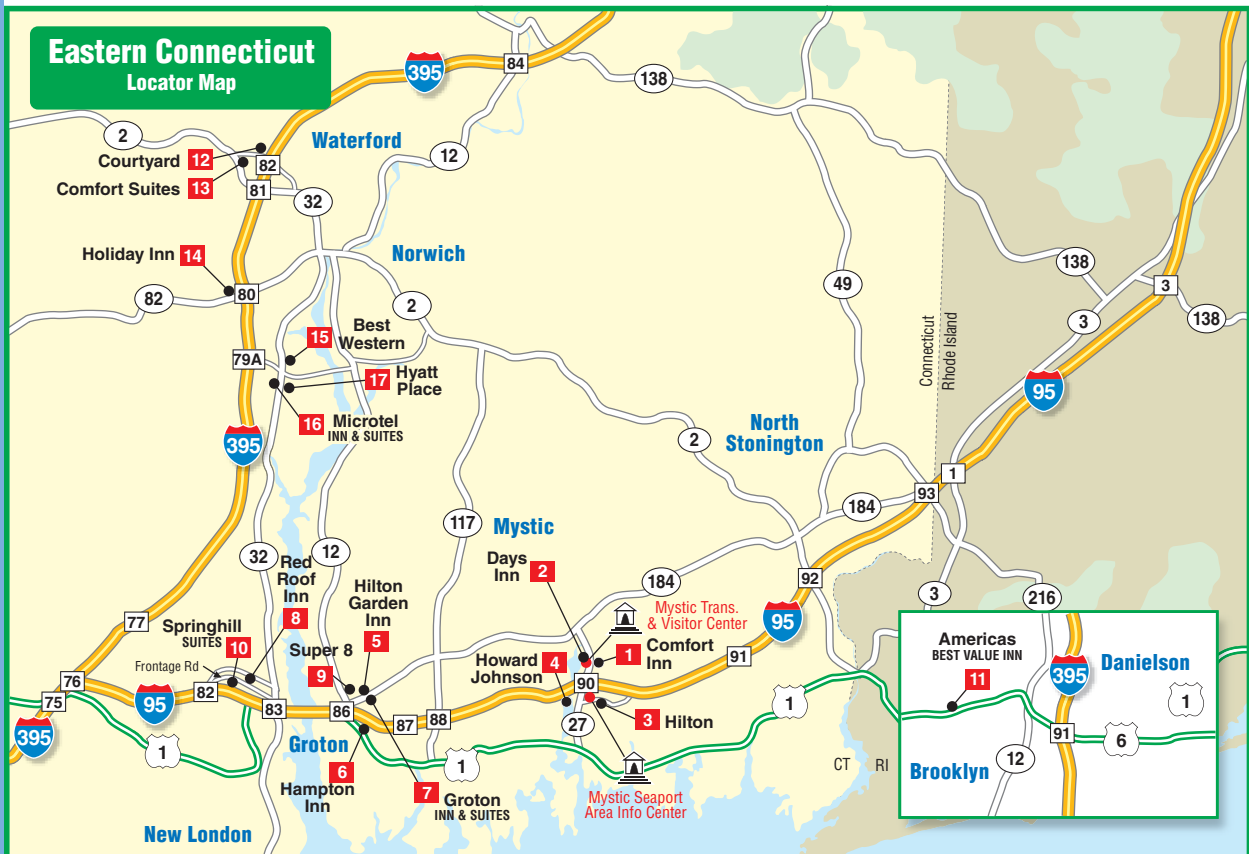 Eastern Connecticut
Locator Map
395
84
138
2
Waterford
12
Courtyard 12
82
Comfort Suites 13
81
32
Holiday Inn 14
Norwich
82
80
2
49
138
3
3
138
Connecticut
Rhode Island
15 Best
Western
79A
17 Hyatt
Place
16 Microtel
INN & SUITES
95
395
2
North
Stonington
1
93
184
117
Mystic
32
12
Days
Inn 2
184
92
3
216
Red
Roof
Inn
8
Hilton
Garden
Inn
5
Mystic Trans.
& Visitor Center
95
77
Springhill
SUITES 10
Super 8
9
1 Comfort
Inn
91
Frontage Rd
Howard
Johnson 4
76
75
95
82
83
86
87
88
90
27
3 Hilton
1
395
1
Groton
6
Hampton
Inn
7 Groton
INN & SUITES
1
Mystic Seaport
Area Info Center
CT RI
New London
Americas
BEST VALUE INN
11
395
Danielson
1
91
6
Brooklyn
12